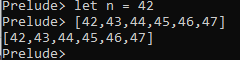 Prelude> let n = 42
Prelude> [42,43,44,45,46,47]
[42,43,44,45,46,47]
Prelude>